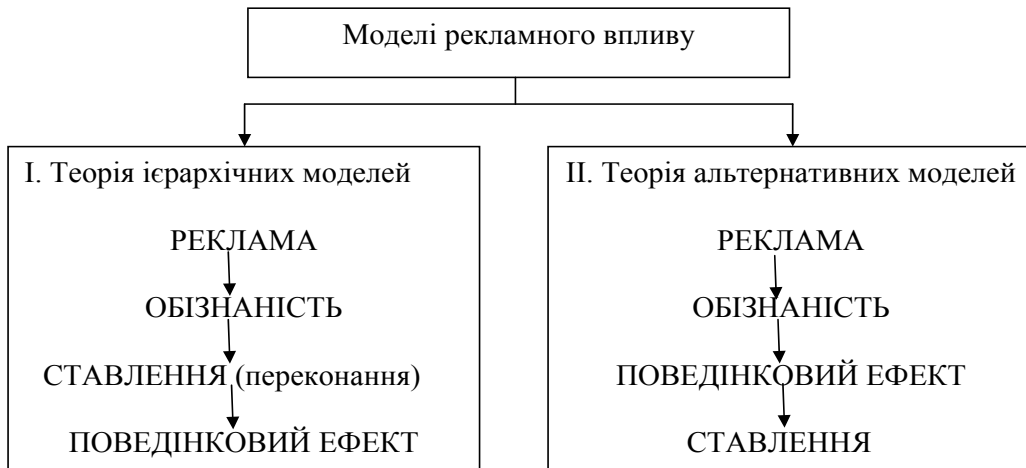 Моделі рекламного впливу
І. Теорія ієрархічних моделей
РЕКЛАМА
ОБІЗНАНІСТЬ
СТАВЛЕННЯ (переконання)
ПОВЕДІНКОВИЙ ЕФЕКТ
ІІ. Теорія альтернативних моделей
РЕКЛАМА
ОБІЗНАНІСТЬ
ПОВЕДІНКОВИЙ ЕФЕКТ
СТАВЛЕННЯ